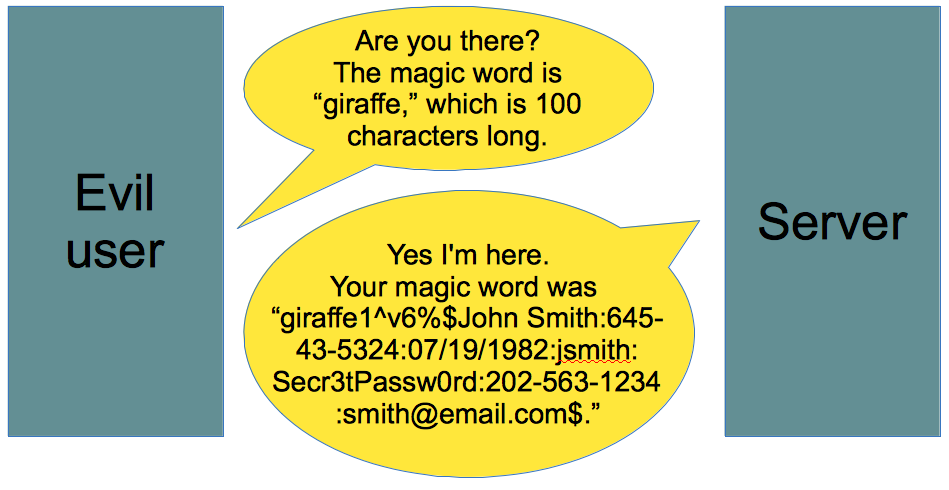 Evil
user
Are you there?
The magic word is
“giraffe,” which is 100
characters long.
Yes I'm here.
Your magic word was
“giraffe1^v6%$John Smith:645-
43-5324:07/19/1982:jsmith:
Secr3tPassw0rd:202-563-1234
:smith@email.com$.”
Server